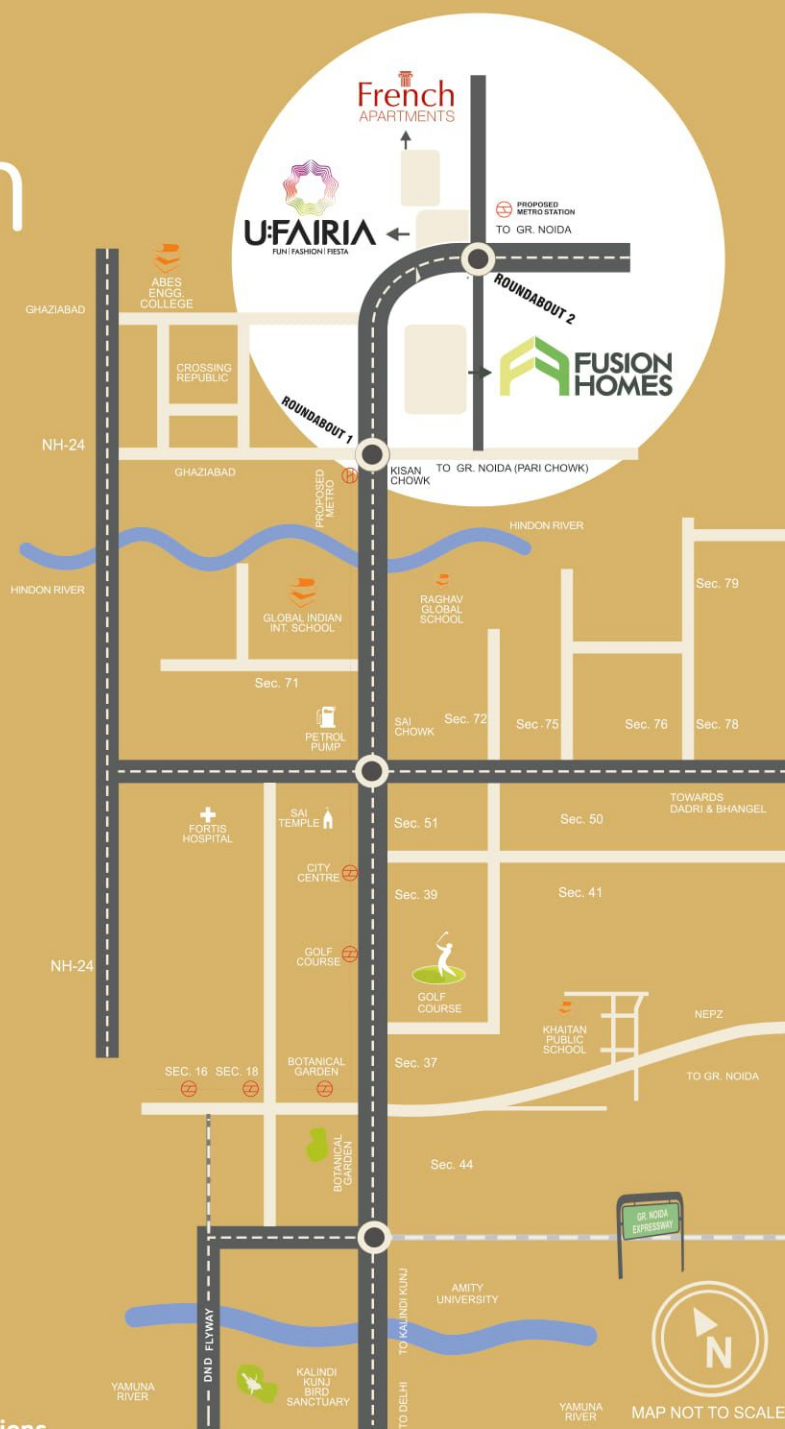 French
APARTMENTS
U:FAIRIA
FUN | FASHION | FIESTA
PROPOSED
METRO STATION
TO GR. NOIDA
ROUNDABOUT 2
ABES
ENGG.
COLLEGE
GHAZIABAD
CROSSING
REPUBLIC
FUSION
HOMES
ROUNDABOUT 1
NH-24
GHAZIABAD
PROPOSED
METRO
KISAN
CHOWK
TO GR. NOIDA (PARI CHOWK)
HINDON RIVER
HINDON RIVER
GLOBAL INDIAN
INT. SCHOOL
RAGHAV
GLOBAL
SCHOOL
Sec. 79
Sec. 71
PETROL
PUMP
SAI
CHOWK
Sec. 72
Sec. 75
Sec. 76
Sec. 78
TOWARDS
DADRI & BHANGEL
FORTIS
HOSPITAL
SAI
TEMPLE
Sec. 51
Sec. 50
CITY
CENTRE
Sec. 39
Sec. 41
NH-24
GOLF
COURSE
GOLF
COURSE
KHAITAN
PUBLIC
SCHOOL
NEPZ
SEC. 16
SEC. 18
BOTANICAL
GARDEN
Sec. 37
TO GR. NOIDA
BOTANICAL
GARDEN
Sec. 44
GR. NOIDA
EXPRESSWAY
DND FLYWAY
TO KALINDI KUNJ
AMITY
UNIVERSITY
YAMUNA
RIVER
KALINDI
KUNJ
BIRD
SANCTUARY
TO DELHI
YAMUNA
RIVER
N
MAP NOT TO SCALE